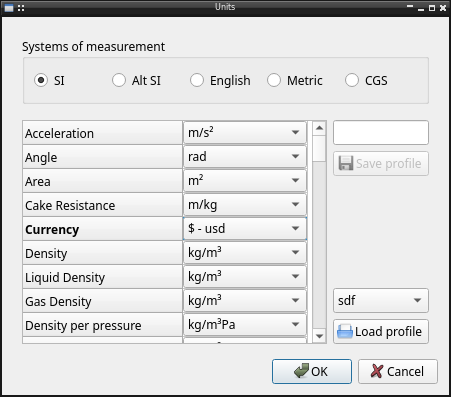 Units
Systems of measurement
SI Alt SI English Metric CGS
Acceleration m/s²
Angle rad
Area m²
Cake Resistance m/kg
Save profile
Currency $ - usd
Density kg/m³
Liquid Density kg/m³
Gas Density kg/m³ sdf
Density per pressure kg/m³Pa Load profile
OK Cancel